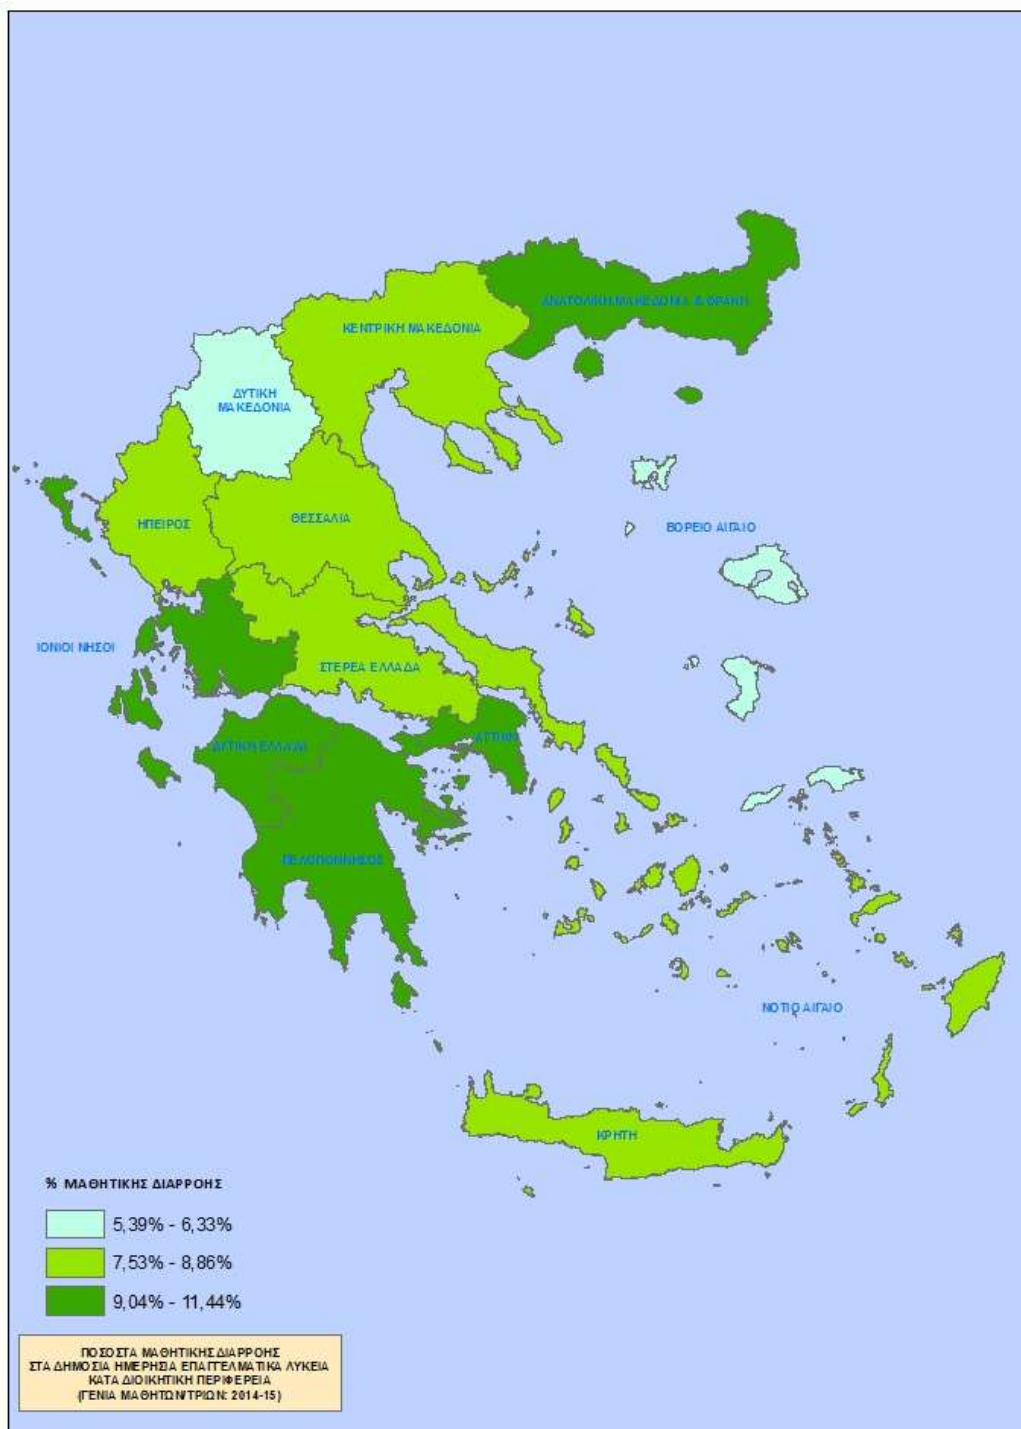 ΑΝΑΤΟΛΙΚΗ ΜΑΚΕΔΟΝΙΑ & ΘΡΑΚΗ
ΚΕΝΤΡΙΚΗ ΜΑΚΕΔΟΝΙΑ
ΔΥΤΙΚΗ
ΜΑΚΕΔΟΝΙΑ
ΗΠΕΙΡΟΣ
ΘΕΣΣΑΛΙΑ
ΒΟΡΕΙΟ ΑΙΓΑΙΟ
ΙΟΝΙΟΙ ΝΗΣΟΙ
ΣΤΕΡΕΑ ΕΛΛΑΔΑ
ΑΤΤΙΚΗ
ΔΥΤΙΚΗ ΕΛΛΑΔΑ
ΠΕΛΟΠΟΝΝΗΣΟΣ
ΝΟΤΙΟ ΑΙΓΑΙΟ
ΚΡΗΤΗ
% ΜΑΘΗΤΙΚΗΣ ΔΙΑΡΡΟΗΣ
5,39% - 6,33%
7,53% - 8,86%
9,04% - 11,44%
ΠΟΣΟΣΤΑ ΜΑΘΗΤΙΚΗΣ ΔΙΑΡΡΟΗΣ
ΣΤΑ ΔΗΜΟΣΙΑ ΗΜΕΡΗΣΙΑ ΕΠΑΓΓΕΛΜΑΤΙΚΑ ΛΥΚΕΙΑ
ΚΑΤΑ ΔΙΟΙΚΗΤΙΚΗ ΠΕΡΙΦΕΡΕΙΑ
(ΓΕΝΙΑ ΜΑΘΗΤΩΝ/ΤΡΙΩΝ: 2014-15)